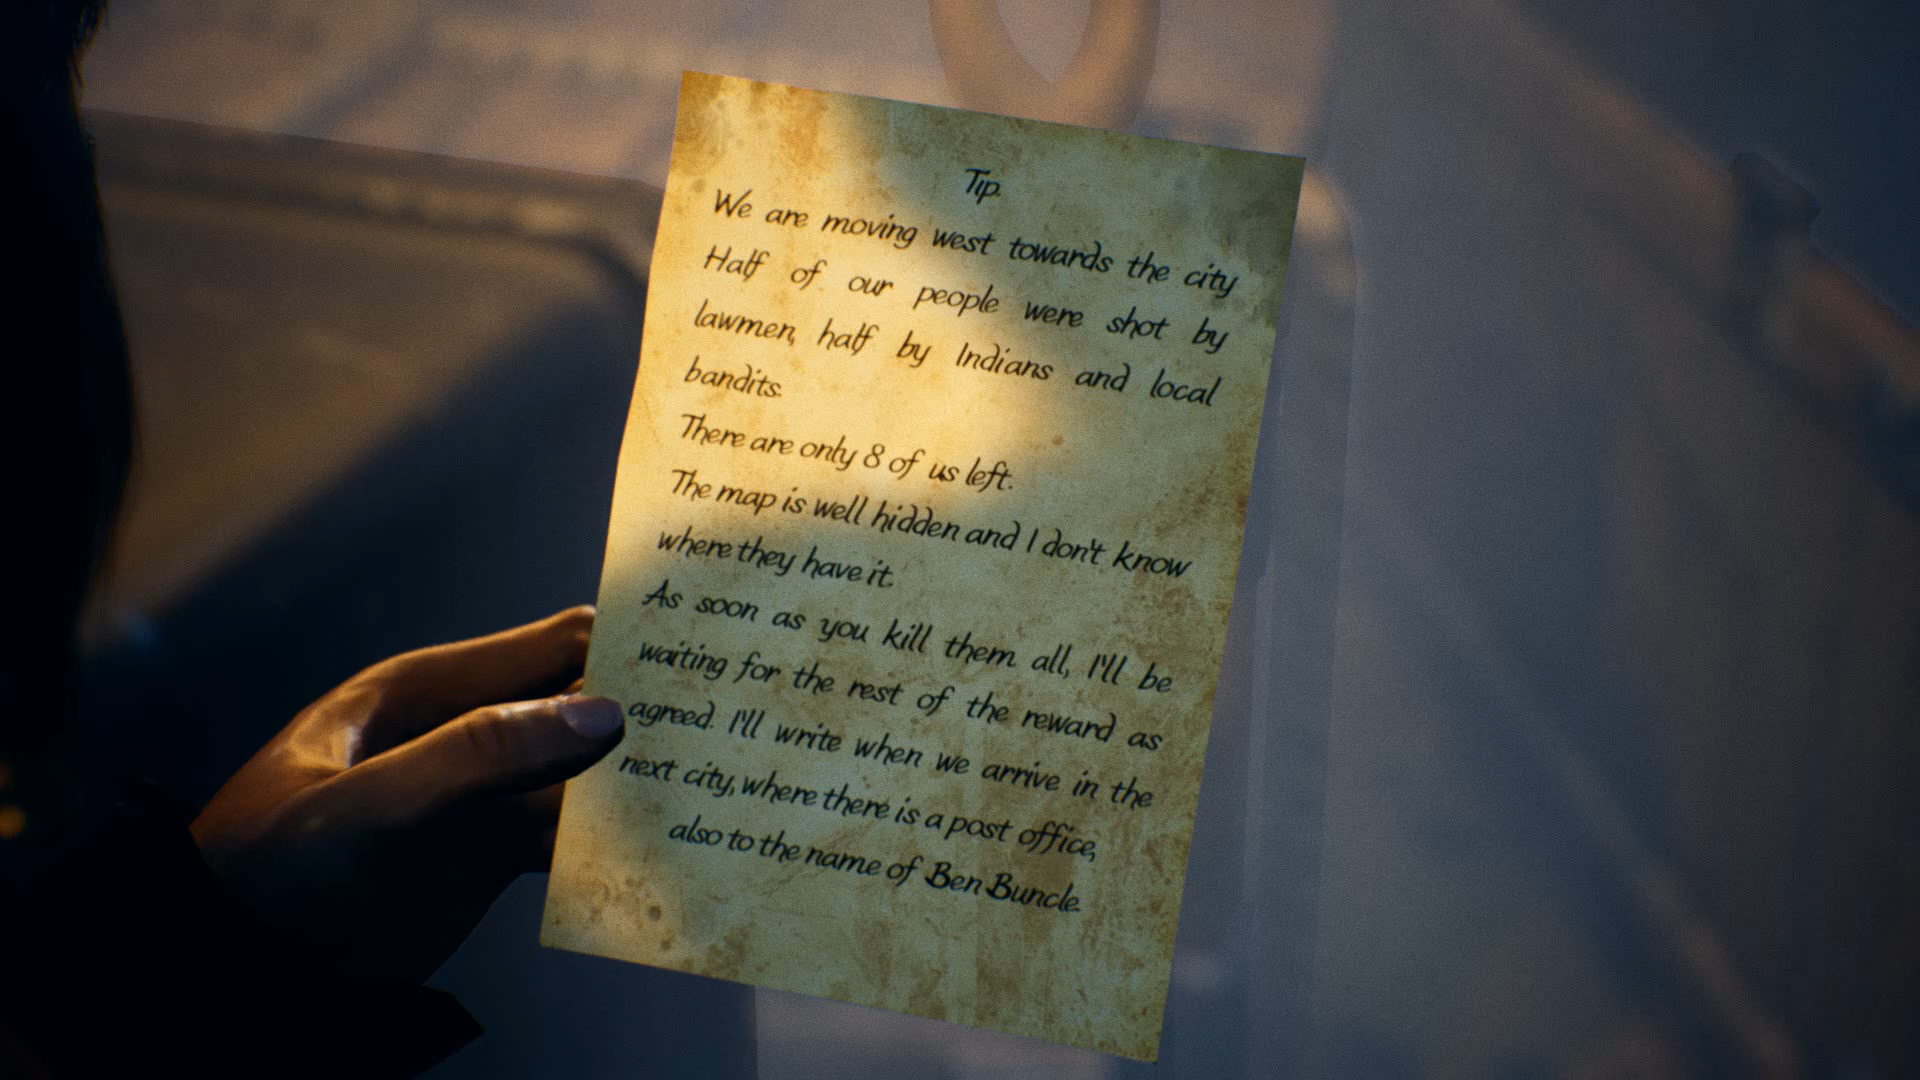 Tip.
We are moving west towards the city
Half of our people were shot by
lawmen, half by Indians and local
bandits.
There are only 8 of us left.
The map is well hidden and I don't know
where they have it.
As soon as you kill them all, I'll be
waiting for the rest of the reward as
agreed. I'll write when we arrive in the
next city, where there is a post office,
also to the name of Ben Buncle.